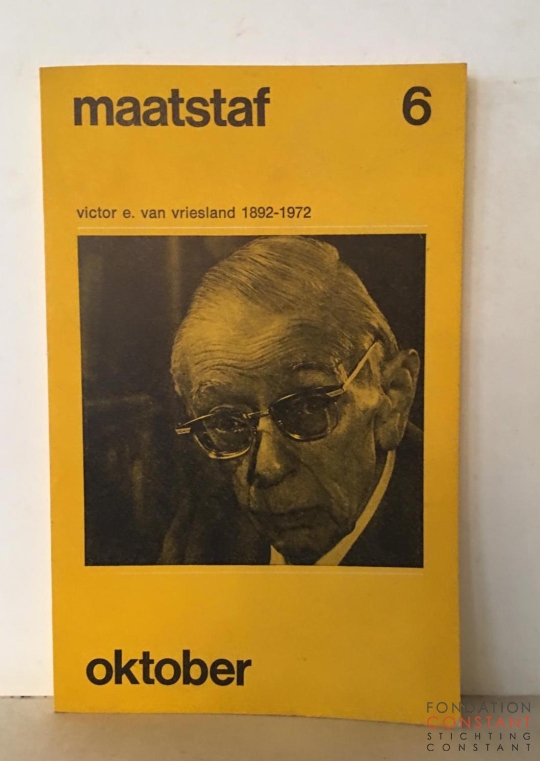 maatstaf 6
victor e. van vriesland 1892-1972
oktober
FONDATION
CONSTANT
STICHTING
CONSTANT